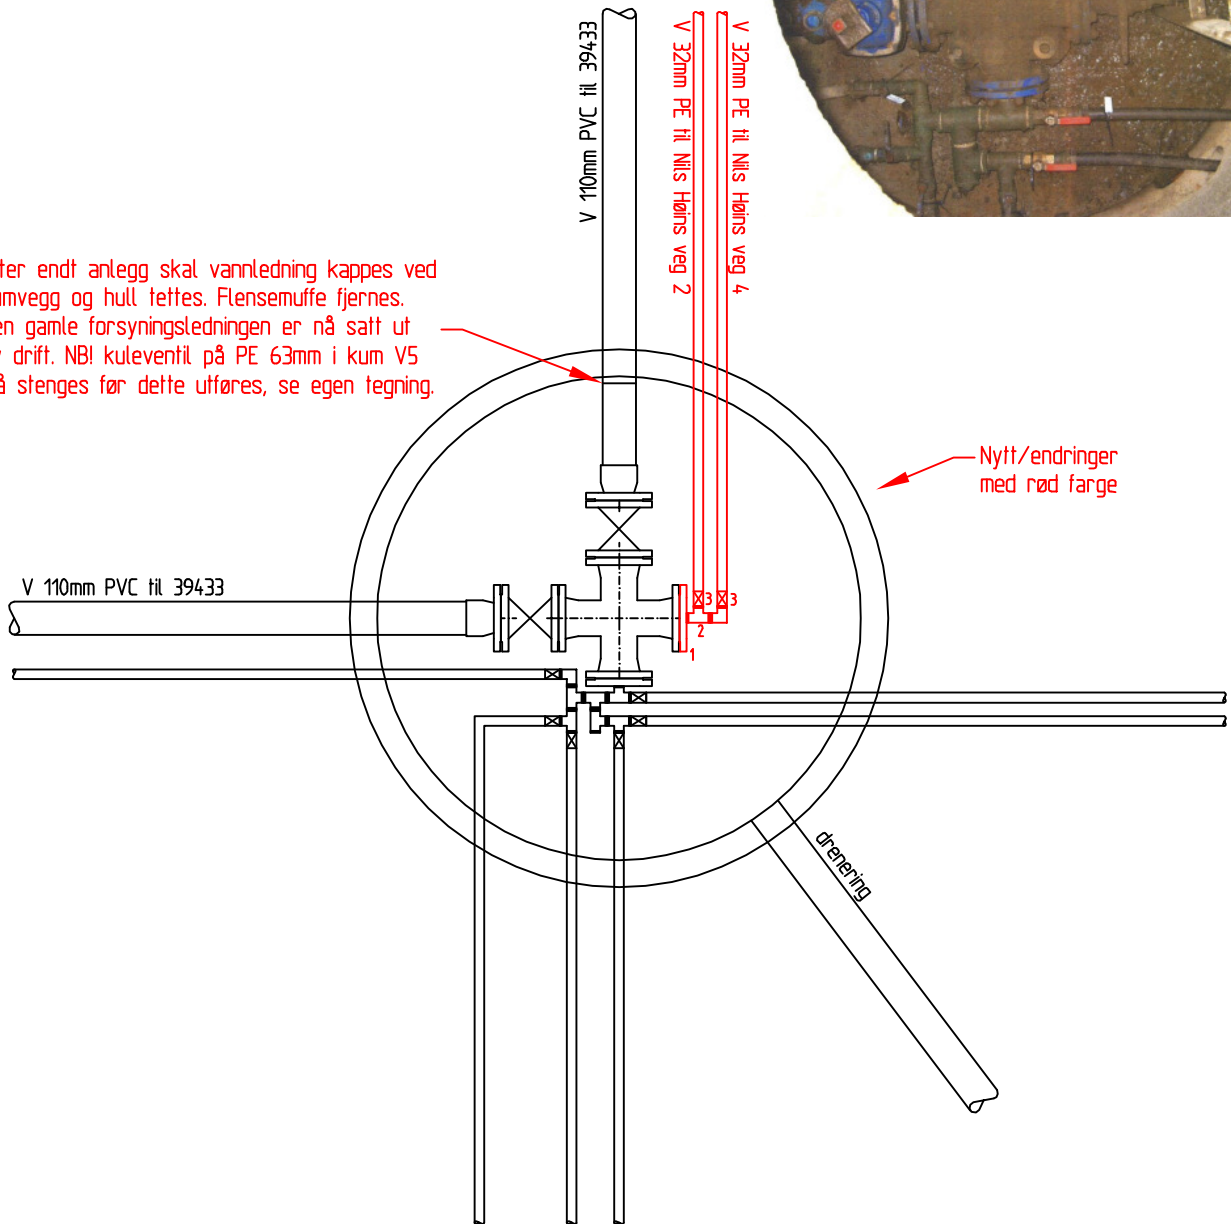 V 110mm PVC til 39433
V 32mm PE til Nils Høins veg 2
V 32mm PE til Nils Høins veg 4
ter endt anlegg skal vannledning kappes ved
mvegg og hull tettes. Flensemuffe fjernes.
en gamle forsyningsledningen er nå satt ut
drift. NB! kuleventil på PE 63mm i kum V5
å stenges før dette utføres, se egen tegning.
Nytt/endringer
med rød farge
V 110mm PVC til 39433
3
3
2
1
drenering